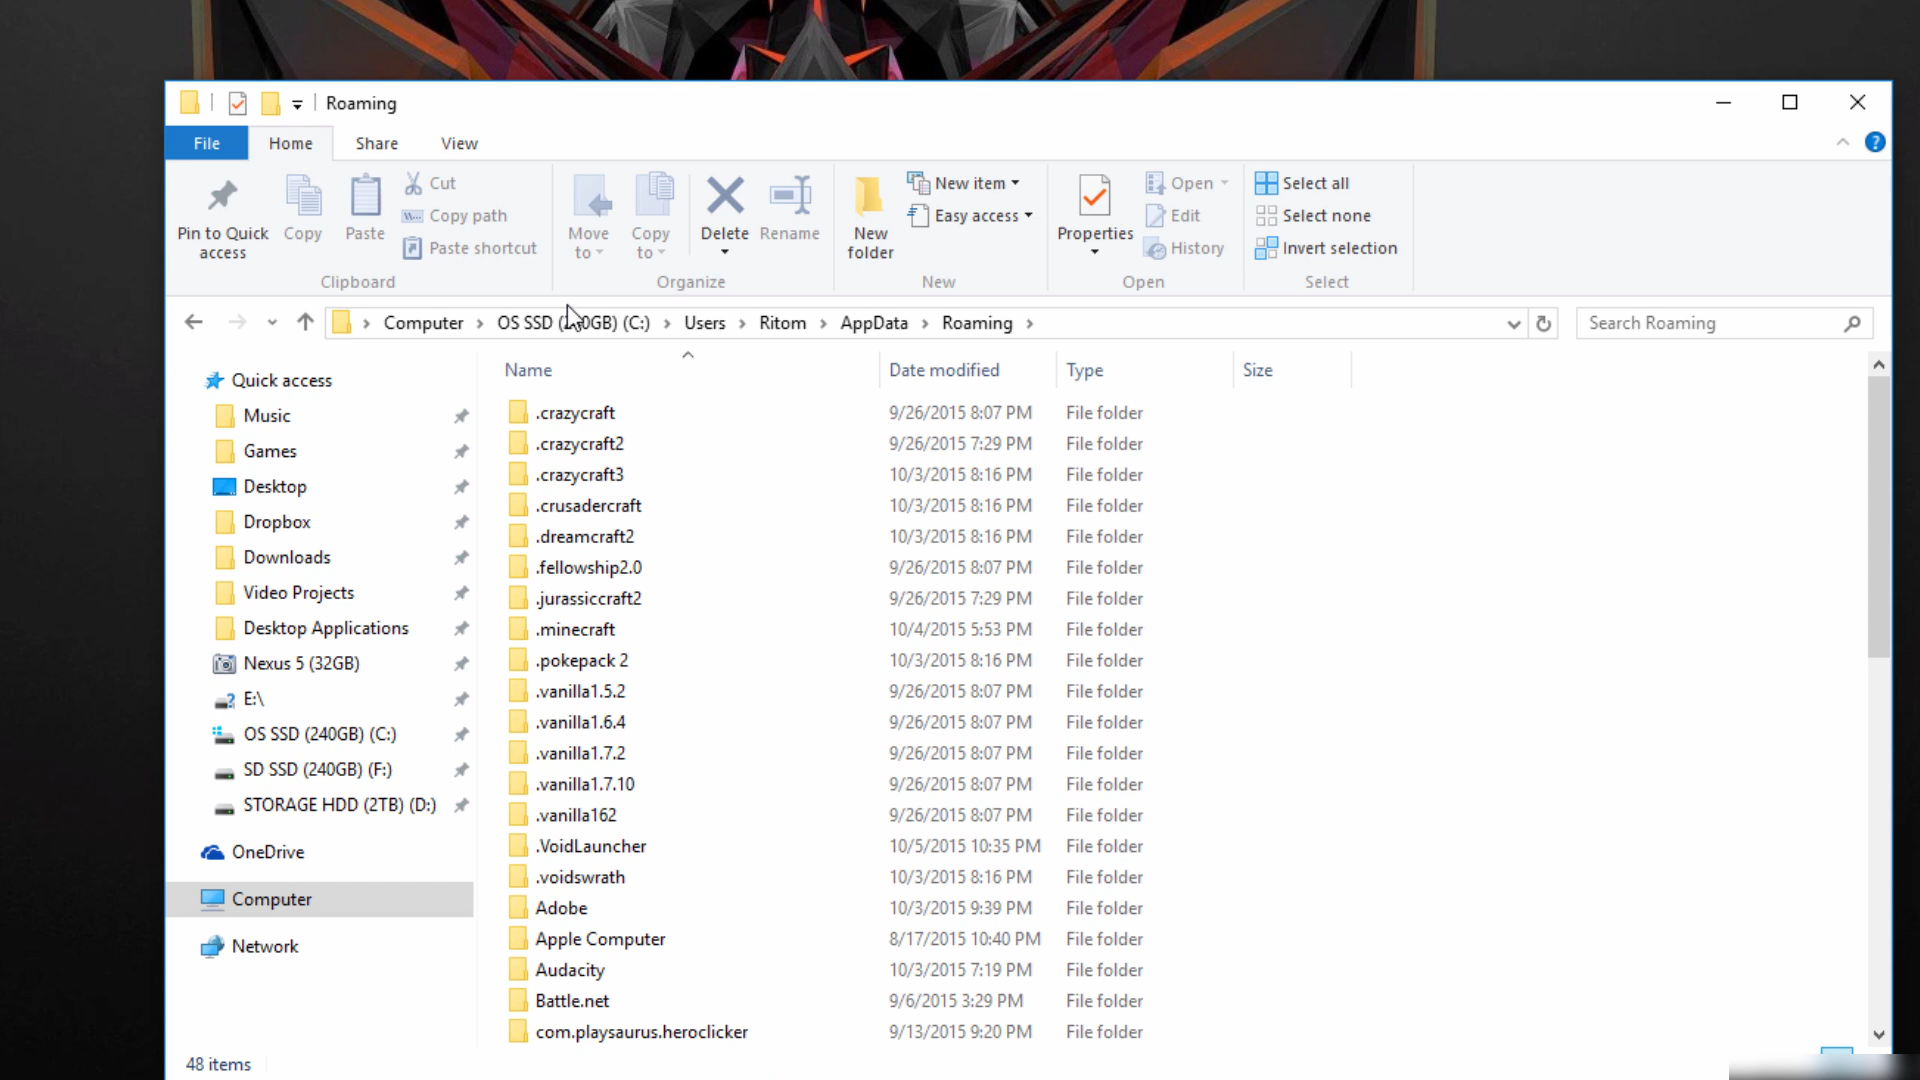 Roaming
File Home Share View
Pin to Quick access
Copy
Paste
Cut
Copy path
Paste shortcut
Clipboard
Move to
Copy to
Delete
Rename
Organize
New folder
New item
Easy access
New
Properties
Open
Edit
History
Open
Select all
Select none
Invert selection
Select
Computer OS SSD (240GB) (C:) Users Ritom AppData Roaming
Search Roaming
Quick access
Music
Games
Desktop
Dropbox
Downloads
Video Projects
Desktop Applications
Nexus 5 (32GB)
E:\
OS SSD (240GB) (C:)
SD SSD (240GB) (F:)
STORAGE HDD (2TB) (D:)
OneDrive
Computer
Network
Name Date modified Type Size
.crazycraft 9/26/2015 8:07 PM File folder
.crazycraft2 9/26/2015 7:29 PM File folder
.crazycraft3 10/3/2015 8:16 PM File folder
.crusadercraft 10/3/2015 8:16 PM File folder
.dreamcraft2 10/3/2015 8:16 PM File folder
.fellowship2.0 9/26/2015 8:07 PM File folder
.jurassiccraft2 9/26/2015 7:29 PM File folder
.minecraft 10/4/2015 5:53 PM File folder
.pokepack 2 10/3/2015 8:16 PM File folder
.vanilla1.5.2 9/26/2015 8:07 PM File folder
.vanilla1.6.4 9/26/2015 8:07 PM File folder
.vanilla1.7.2 9/26/2015 8:07 PM File folder
.vanilla1.7.10 9/26/2015 8:07 PM File folder
.vanilla162 9/26/2015 8:07 PM File folder
.VoidLauncher 10/5/2015 10:35 PM File folder
.voidswrath 10/3/2015 8:16 PM File folder
Adobe 10/3/2015 9:39 PM File folder
Apple Computer 8/17/2015 10:40 PM File folder
Audacity 10/3/2015 7:19 PM File folder
Battle.net 9/6/2015 3:29 PM File folder
com.playsaurus.heroclicker 9/13/2015 9:20 PM File folder
48 items